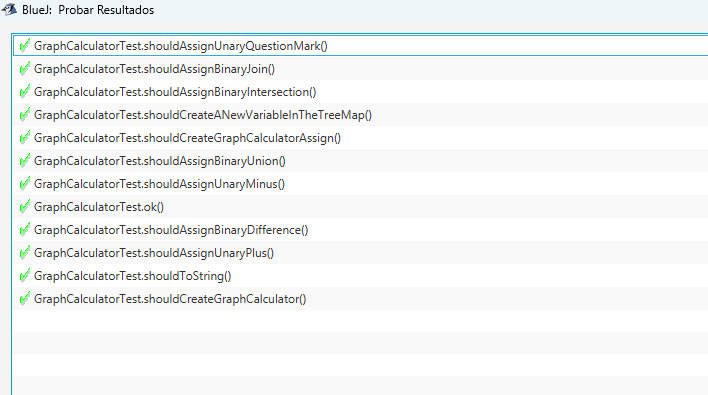 BlueJ: Probar Resultados
GraphCalculatorTest.shouldAssignUnaryQuestionMark()
GraphCalculatorTest.shouldAssignBinaryJoin()
GraphCalculatorTest.shouldAssignBinaryIntersection()
GraphCalculatorTest.shouldCreateANewVariableInTheTreeMap()
GraphCalculatorTest.shouldCreateGraphCalculatorAssign()
GraphCalculatorTest.shouldAssignBinaryUnion()
GraphCalculatorTest.shouldAssignUnaryMinus()
GraphCalculatorTest.ok()
GraphCalculatorTest.shouldAssignBinaryDifference()
GraphCalculatorTest.shouldAssignUnaryPlus()
GraphCalculatorTest.shouldToString()
GraphCalculatorTest.shouldCreateGraphCalculator()